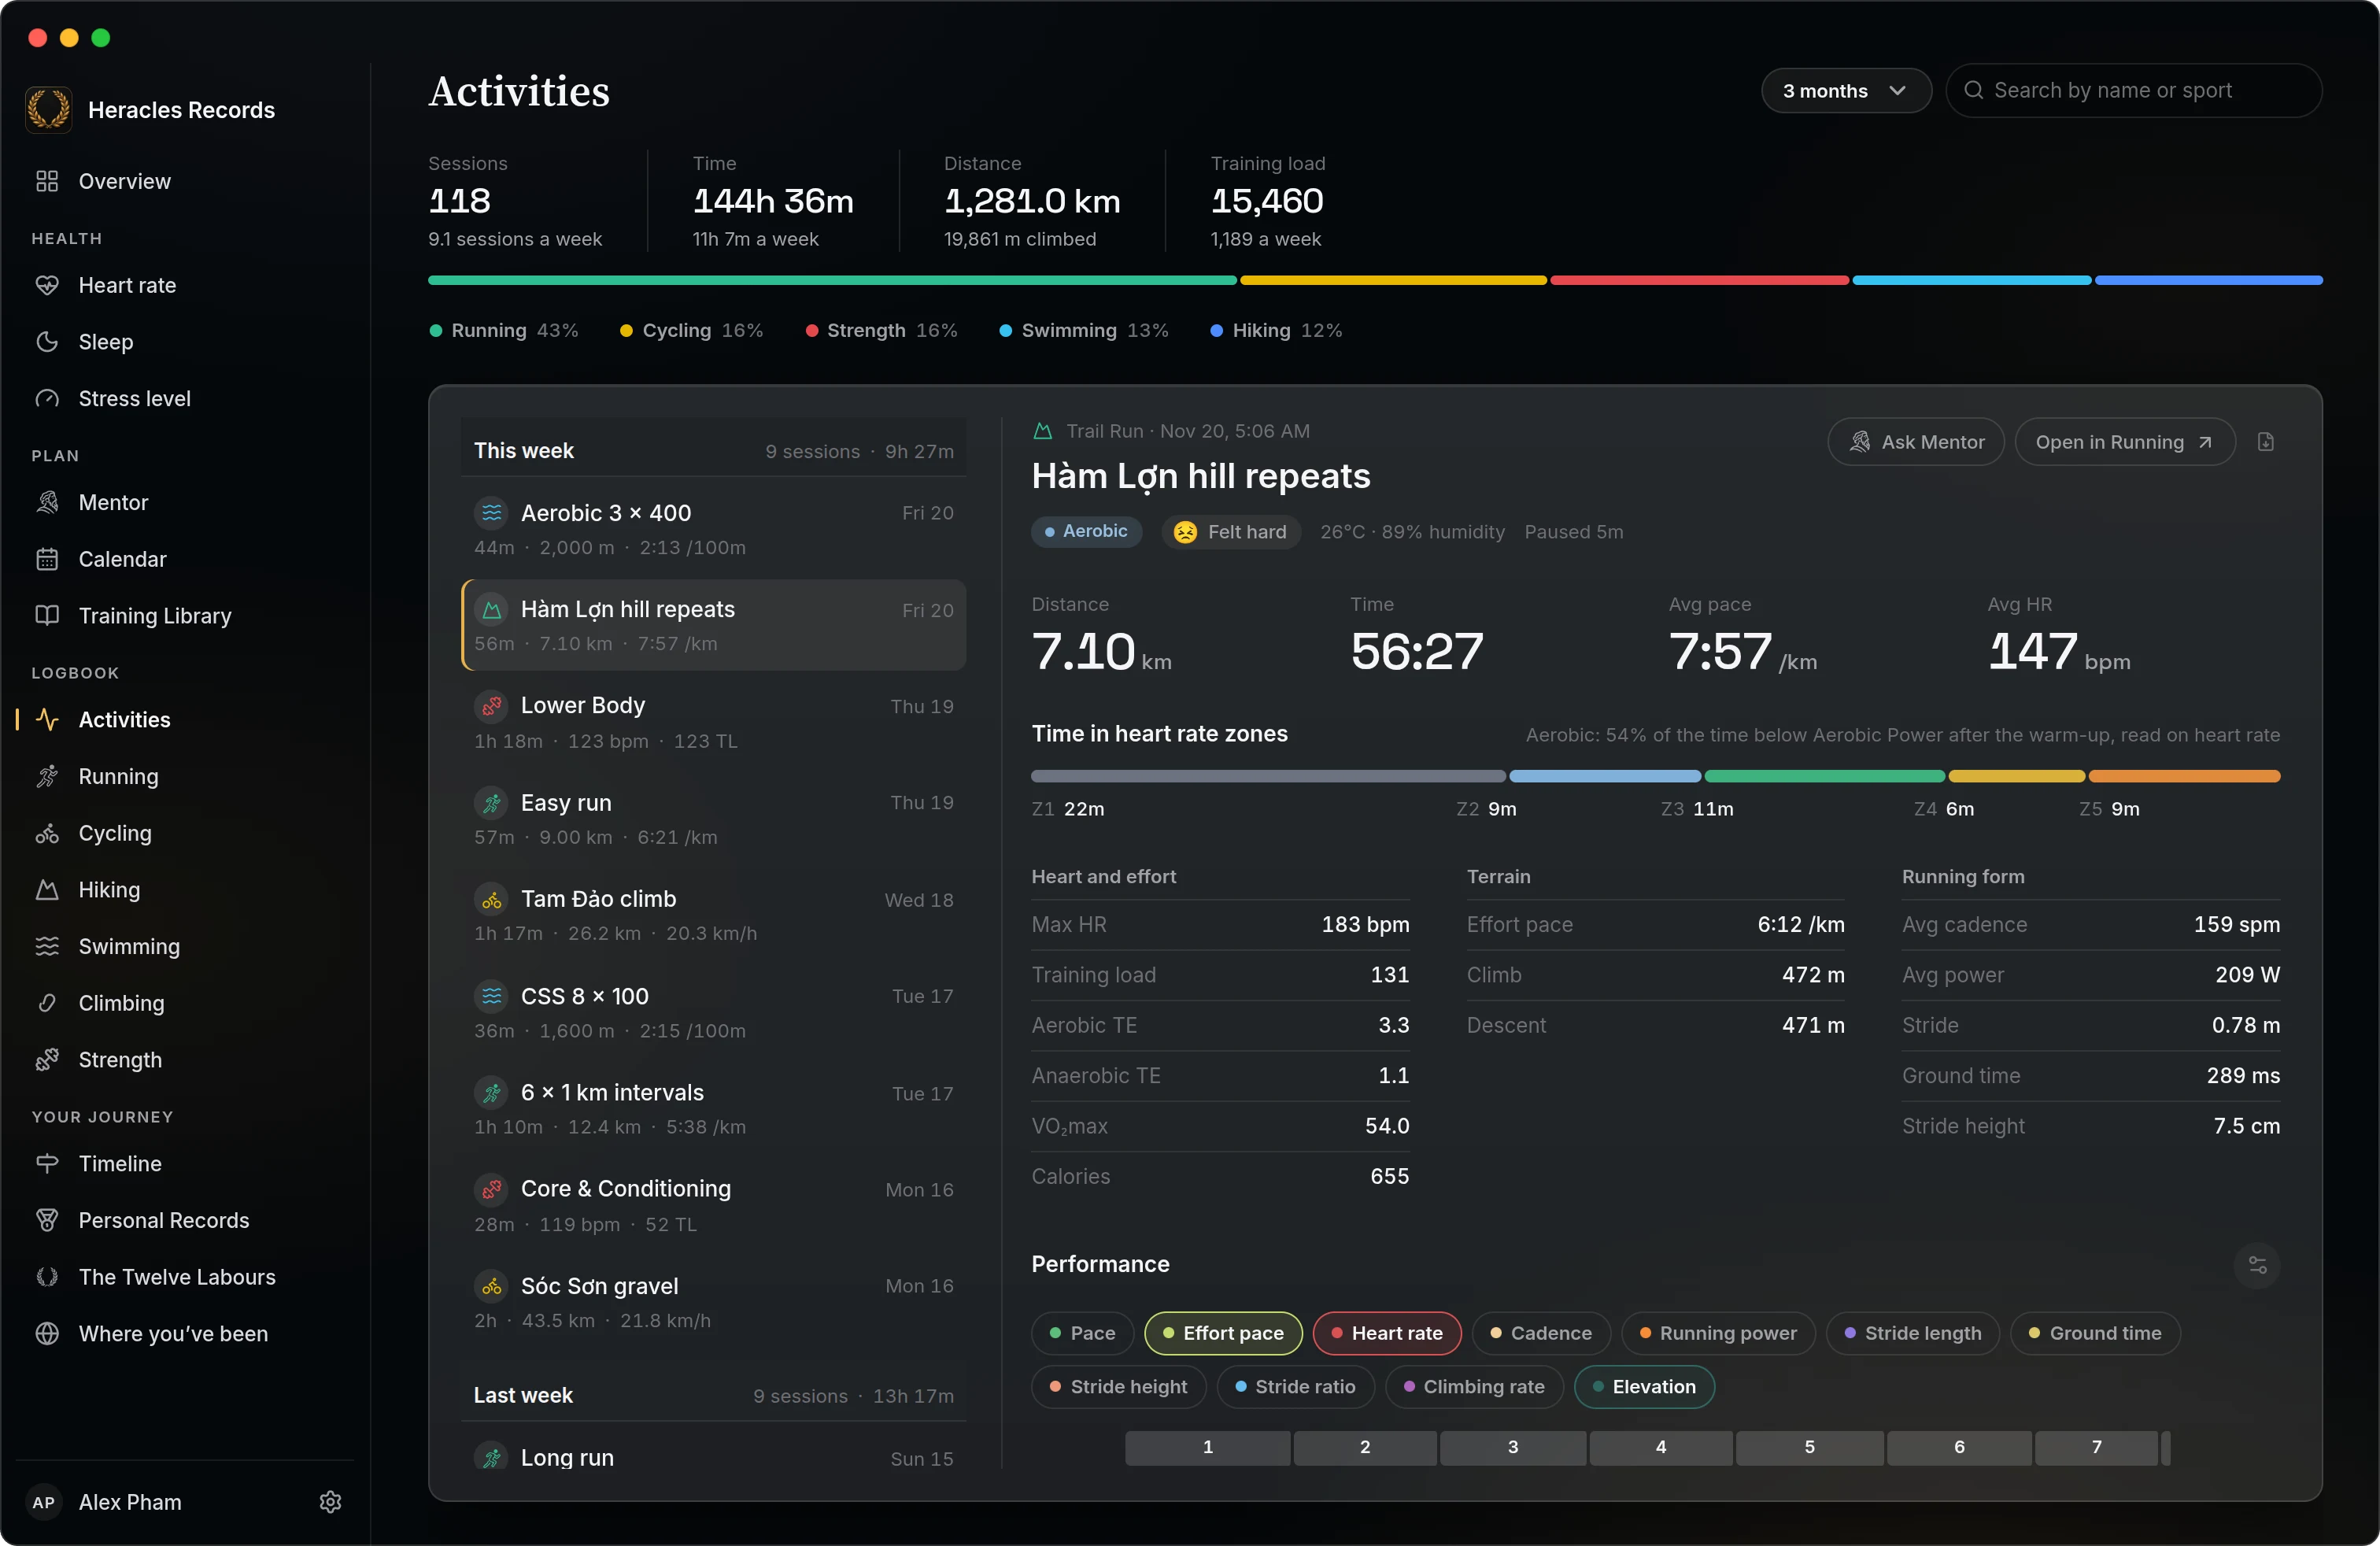 Heracles Records
Overview
HEALTH
Heart rate
Sleep
Stress level
PLAN
Mentor
Calendar
Training Library
LOGBOOK
Activities
Running
Cycling
Hiking
Swimming
Climbing
Strength
YOUR JOURNEY
Timeline
Personal Records
The Twelve Labours
Where you’ve been
AP Alex Pham
Activities
3 months
Search by name or sport
Sessions
118
9.1 sessions a week
Time
144h 36m
11h 7m a week
Distance
1,281.0 km
19,861 m climbed
Training load
15,460
1,189 a week
Running 43% Cycling 16% Strength 16% Swimming 13% Hiking 12%
This week 9 sessions · 9h 27m
Aerobic 3 × 400 Fri 20
44m · 2,000 m · 2:13 /100m
Hàm Lợn hill repeats Fri 20
56m · 7.10 km · 7:57 /km
Lower Body Thu 19
1h 18m · 123 bpm · 123 TL
Easy run Thu 19
57m · 9.00 km · 6:21 /km
Tam Đảo climb Wed 18
1h 17m · 26.2 km · 20.3 km/h
CSS 8 × 100 Tue 17
36m · 1,600 m · 2:15 /100m
6 × 1 km intervals Tue 17
1h 10m · 12.4 km · 5:38 /km
Core & Conditioning Mon 16
28m · 119 bpm · 52 TL
Sóc Sơn gravel Mon 16
2h · 43.5 km · 21.8 km/h
Last week 9 sessions · 13h 17m
Long run Sun 15
Trail Run · Nov 20, 5:06 AM
Ask Mentor
Open in Running
Hàm Lợn hill repeats
Aerobic Felt hard 26°C · 89% humidity Paused 5m
Distance
7.10 km
Time
56:27
Avg pace
7:57 /km
Avg HR
147 bpm
Time in heart rate zones Aerobic: 54% of the time below Aerobic Power after the warm-up, read on heart rate
Z1 22m Z2 9m Z3 11m Z4 6m Z5 9m
Heart and effort
Max HR 183 bpm
Training load 131
Aerobic TE 3.3
Anaerobic TE 1.1
VO₂max 54.0
Calories 655
Terrain
Effort pace 6:12 /km
Climb 472 m
Descent 471 m
Running form
Avg cadence 159 spm
Avg power 209 W
Stride 0.78 m
Ground time 289 ms
Stride height 7.5 cm
Performance
Pace Effort pace Heart rate Cadence Running power Stride length Ground time
Stride height Stride ratio Climbing rate Elevation
1 2 3 4 5 6 7